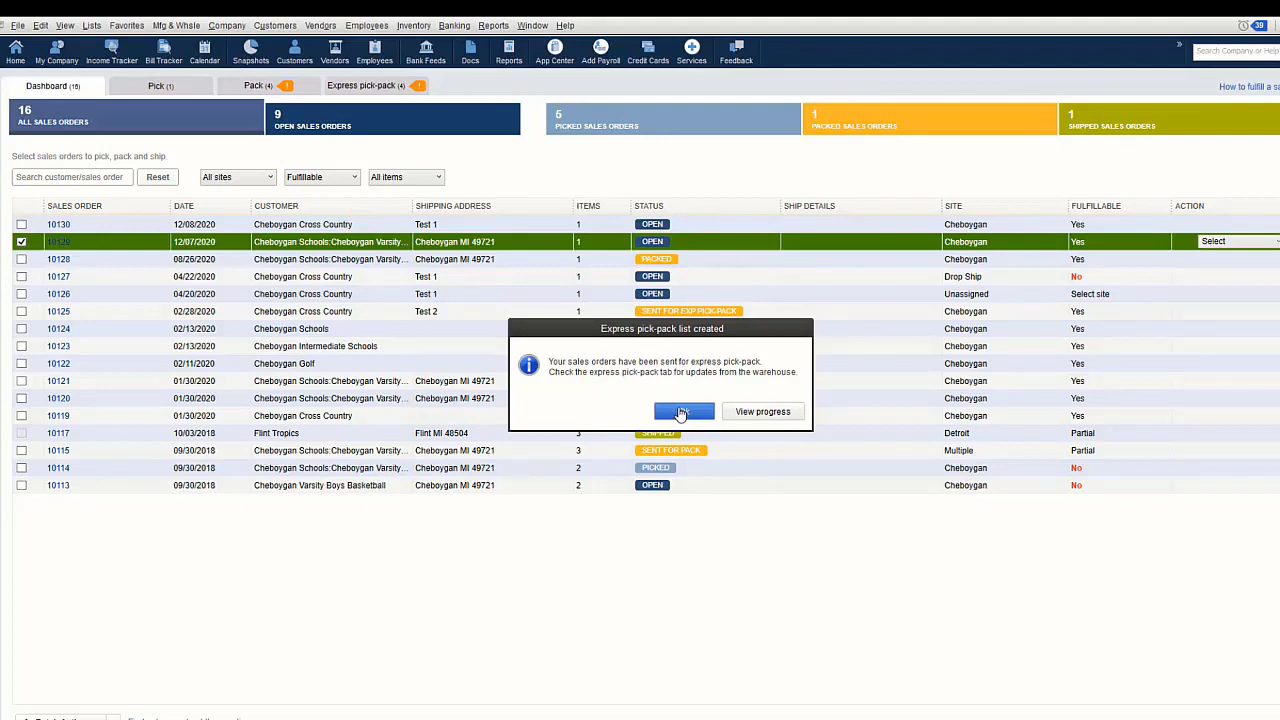 File Edit View Lists Favorites Mfg & Whsle Company Customers Vendors Employees Inventory Banking Reports Window Help 39
Home My Company Income Tracker Bill Tracker Calendar Snapshots Customers Vendors Employees Bank Feeds Docs Reports App Center Add Payroll Credit Cards Services Feedback » Search Company or Help
Dashboard (16) Pick (1) Pack (4) ! Express pick-pack (4) ! How to fulfill a sa
16 9 5 1 1
ALL SALES ORDERS OPEN SALES ORDERS PICKED SALES ORDERS PACKED SALES ORDERS SHIPPED SALES ORDERS
Select sales orders to pick, pack and ship.
Search customer/sales order Reset All sites Fulfillable All items
SALES ORDER DATE CUSTOMER SHIPPING ADDRESS ITEMS STATUS SHIP DETAILS SITE FULFILLABLE ACTION
10130 12/08/2020 Cheboygan Cross Country Test 1 1 OPEN Cheboygan Yes
10129 12/07/2020 Cheboygan Schools:Cheboygan Varsity... Cheboygan MI 49721 1 OPEN Cheboygan Yes Select
10128 08/26/2020 Cheboygan Schools:Cheboygan Varsity... Cheboygan MI 49721 1 PACKED Cheboygan Yes
10127 04/22/2020 Cheboygan Cross Country Test 1 1 OPEN Drop Ship No
10126 04/20/2020 Cheboygan Cross Country Test 1 1 OPEN Unassigned Select site
10125 02/28/2020 Cheboygan Cross Country Test 2 1 SENT FOR EXP PICK-PACK Cheboygan Yes
10124 02/13/2020 Cheboygan Schools Cheboygan Yes
10123 02/13/2020 Cheboygan Intermediate Schools Cheboygan Yes
10122 02/11/2020 Cheboygan Golf Cheboygan Yes
10121 01/30/2020 Cheboygan Schools:Cheboygan Varsity... Cheboygan MI 49721 Cheboygan Yes
10120 01/30/2020 Cheboygan Schools:Cheboygan Varsity... Cheboygan MI 49721 Cheboygan Yes
10119 01/30/2020 Cheboygan Cross Country Cheboygan Yes
10117 10/03/2018 Flint Tropics Flint MI 48504 3 SHIPPED Detroit Partial
10115 09/30/2018 Cheboygan Schools:Cheboygan Varsity... Cheboygan MI 49721 3 SENT FOR PACK Multiple Partial
10114 09/30/2018 Cheboygan Schools:Cheboygan Varsity... Cheboygan MI 49721 2 PICKED Cheboygan No
10113 09/30/2018 Cheboygan Varsity Boys Basketball Cheboygan MI 49721 2 OPEN Cheboygan No
Express pick-pack list created
Your sales orders have been sent for express pick-pack.
Check the express pick-pack tab for updates from the warehouse.
View progress